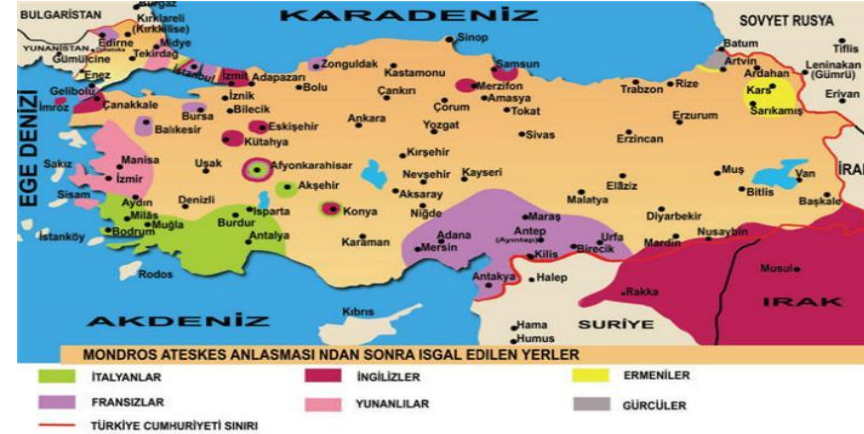 BULGARİSTAN
Burgaz
Kırklareli
(Kırkkilise)
KARADENİZ
SOVYET RUSYA
YUNANİSTAN
Edirne
Midye
Gümülcine
Tekirdağ
Enez
İstanbul
İzmit
Adapazarı
Zonguldak
Sinop
Kastamonu
Samsun
Batum
Tiflis
Artvin
Ardahan
Leninakan
(Gümrü)
Gelibolu
İmroz
Çanakkale
İznik
Bolu
Çankırı
Merzifon
Amasya
Çorum
Tokat
Trabzon
Rize
Kars
Erivan
Sarıkamış
Bursa
Bilecik
Balıkesir
Eskişehir
Kütahya
Ankara
Yozgat
Sivas
Erzincan
Erzurum
EGE DENİZİ
Sakız
Manisa
İzmir
Uşak
Afyonkarahisar
Akşehir
Kırşehir
Nevşehir
Kayseri
Aksaray
Niğde
Elâziz
Malatya
Muş
Bitlis
Van
Başkale
İRAN
Sisam
Aydın
Denizli
Milâs
Muğla
Bodrum
İstanköy
Isparta
Burdur
Antalya
Konya
Karaman
Adana
Mersin
Maraş
Antep
(Ayıntap)
Urfa
Birecik
Kilis
Diyarbekir
Mardin
Nusaybin
Rodos
Antakya
Halep
Rakka
Musul
AKDENİZ
Kıbrıs
Hama
Humus
SURİYE
IRAK
MONDROS ATESKES ANLASMASI NDAN SONRA ISGAL EDILEN YERLER
İTALYANLAR
İNGİLİZLER
ERMENİLER
FRANSIZLAR
YUNANLILAR
GÜRCÜLER
TÜRKİYE CUMHURİYETİ SINIRI